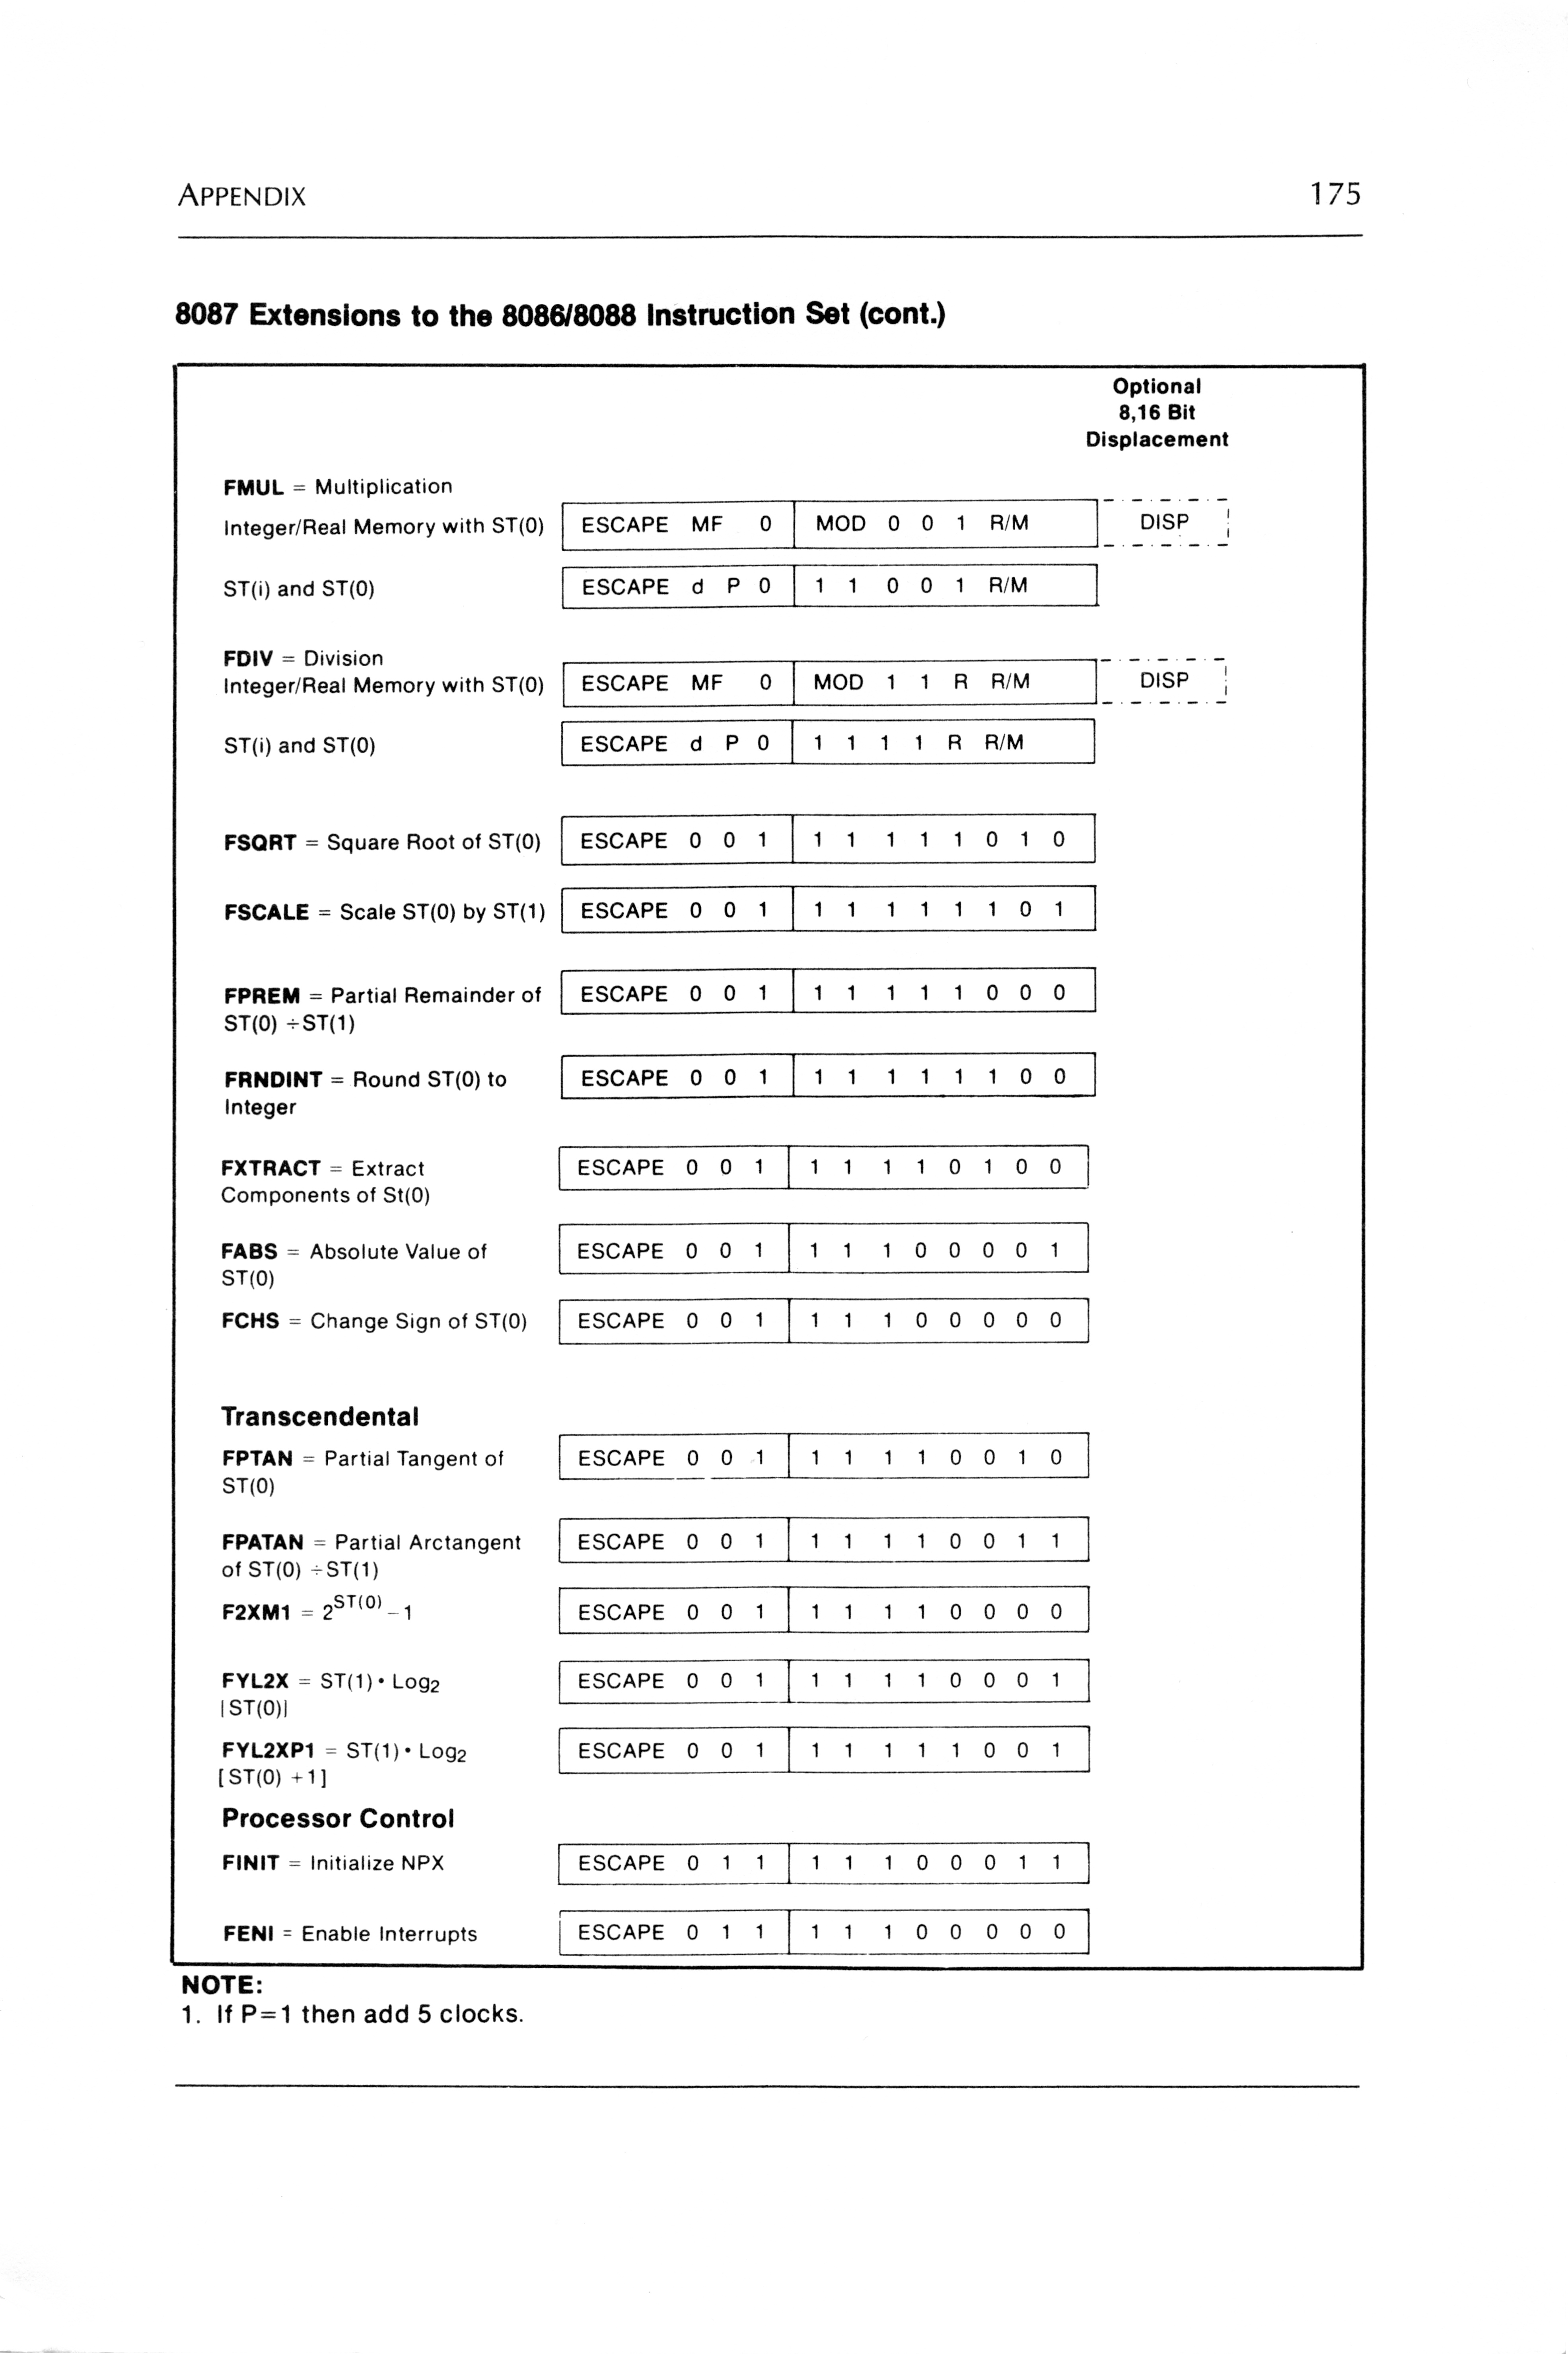 APPENDIX 175
8087 Extensions to the 8086/8088 Instruction Set (cont.)
Optional
8,16 Bit
Displacement
FMUL = Multiplication
Integer/Real Memory with ST(0) ESCAPE MF 0 MOD 0 0 1 R/M DISP
ST(i) and ST(0) ESCAPE d P 0 1 1 0 0 1 R/M
FDIV = Division
Integer/Real Memory with ST(0) ESCAPE MF 0 MOD 1 1 R R/M DISP
ST(i) and ST(0) ESCAPE d P 0 1 1 1 1 R R/M
FSQRT = Square Root of ST(0) ESCAPE 0 0 1 1 1 1 1 1 0 1 0
FSCALE = Scale ST(0) by ST(1) ESCAPE 0 0 1 1 1 1 1 1 1 0 1
FPREM = Partial Remainder of ESCAPE 0 0 1 1 1 1 1 1 0 0 0
ST(0) ÷ST(1)
FRNDINT = Round ST(0) to ESCAPE 0 0 1 1 1 1 1 1 1 0 0
Integer
FXTRACT = Extract ESCAPE 0 0 1 1 1 1 1 0 1 0 0
Components of St(0)
FABS = Absolute Value of ESCAPE 0 0 1 1 1 1 0 0 0 0 1
ST(0)
FCHS = Change Sign of ST(0) ESCAPE 0 0 1 1 1 1 0 0 0 0 0
Transcendental
FPTAN = Partial Tangent of ESCAPE 0 0 1 1 1 1 1 0 0 1 0
ST(0)
FPATAN = Partial Arctangent ESCAPE 0 0 1 1 1 1 1 0 0 1 1
of ST(0) ÷ST(1)
F2XM1 = 2ST(0) – 1 ESCAPE 0 0 1 1 1 1 1 0 0 0 0
FYL2X = ST(1) • Log2 ESCAPE 0 0 1 1 1 1 1 0 0 0 1
|ST(0)|
FYL2XP1 = ST(1) • Log2 ESCAPE 0 0 1 1 1 1 1 1 0 0 1
[ST(0) +1]
Processor Control
FINIT = Initialize NPX ESCAPE 0 1 1 1 1 1 0 0 0 1 1
FENI = Enable Interrupts ESCAPE 0 1 1 1 1 1 0 0 0 0 0
NOTE:
1. If P=1 then add 5 clocks.